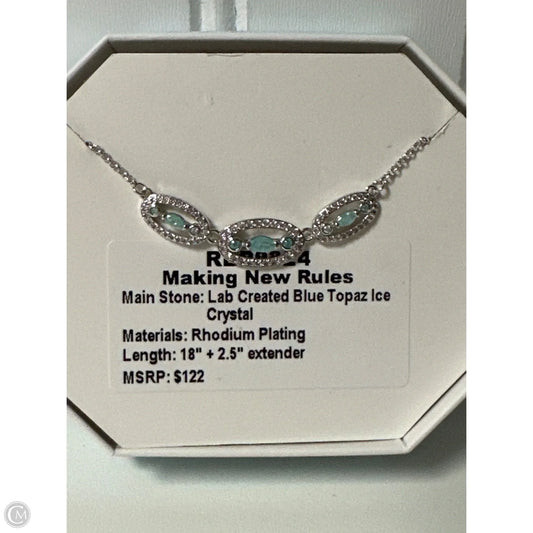 Making New Rules
Main Stone: Lab Created Blue Topaz Ice
Crystal
Materials: Rhodium Plating
Length: 18" + 2.5" extender
MSRP: $122
CM